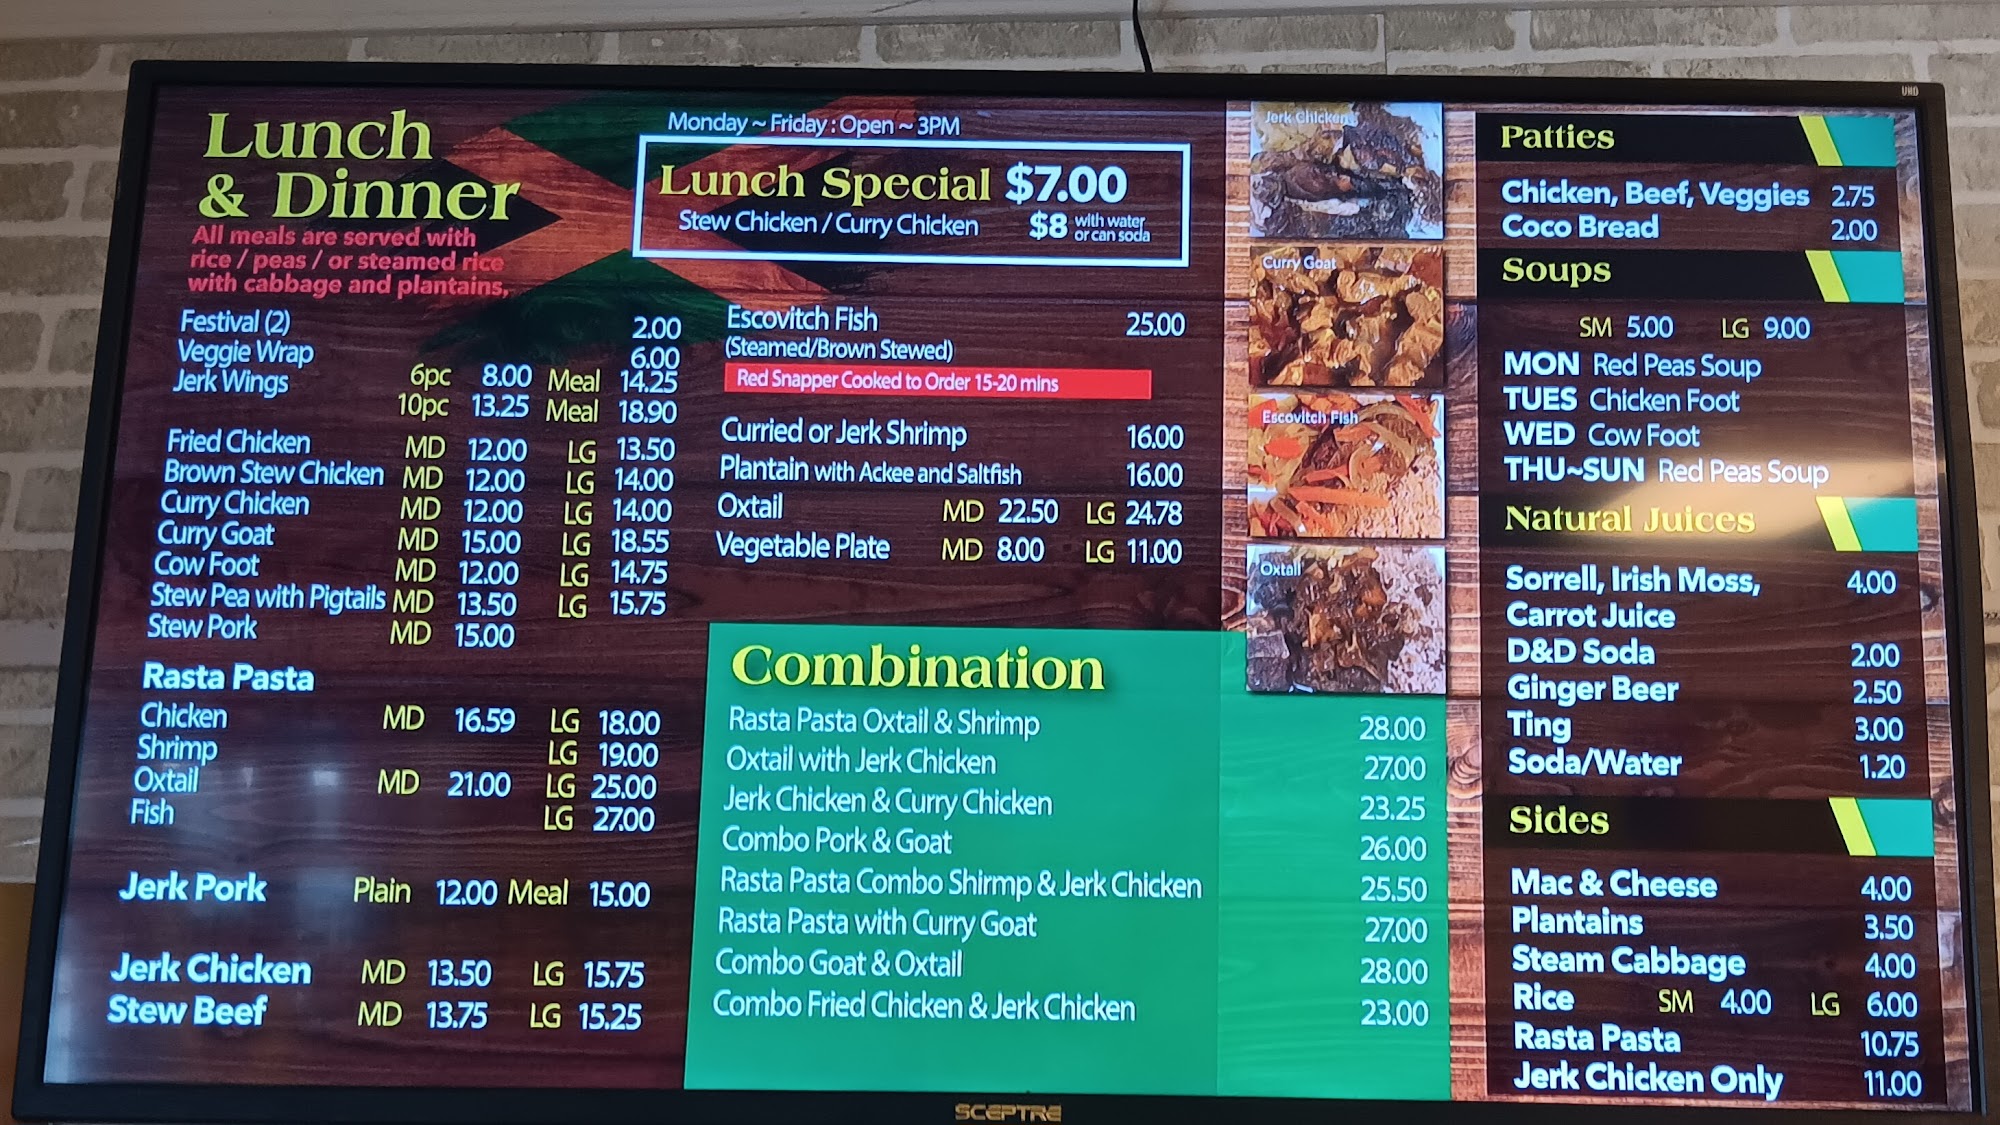 UHD
Lunch
& Dinner
All meals are served with
rice / peas / or steamed rice
with cabbage and plantains,
Festival (2) 2.00
Veggie Wrap 6.00
Jerk Wings 6pc 8.00 Meal 14.25
10pc 13.25 Meal 18.90
Fried Chicken MD 12.00 LG 13.50
Brown Stew Chicken MD 12.00 LG 14.00
Curry Chicken MD 12.00 LG 14.00
Curry Goat MD 15.00 LG 18.55
Cow Foot MD 12.00 LG 14.75
Stew Pea with Pigtails MD 13.50 LG 15.75
Stew Pork MD 15.00
Rasta Pasta
Chicken MD 16.59 LG 18.00
Shrimp LG 19.00
Oxtail MD 21.00 LG 25.00
Fish LG 27.00
Jerk Pork Plain 12.00 Meal 15.00
Jerk Chicken MD 13.50 LG 15.75
Stew Beef MD 13.75 LG 15.25
Monday ~ Friday : Open ~ 3PM
Lunch Special $7.00
Stew Chicken / Curry Chicken $8 with water
or can soda
Escovitch Fish 25.00
(Steamed/Brown Stewed)
Red Snapper Cooked to Order 15-20 mins
Curried or Jerk Shrimp 16.00
Plantain with Ackee and Saltfish 16.00
Oxtail MD 22.50 LG 24.78
Vegetable Plate MD 8.00 LG 11.00
Combination
Rasta Pasta Oxtail & Shrimp 28.00
Oxtail with Jerk Chicken 27.00
Jerk Chicken & Curry Chicken 23.25
Combo Pork & Goat 26.00
Rasta Pasta Combo Shirmp & Jerk Chicken 25.50
Rasta Pasta with Curry Goat 27.00
Combo Goat & Oxtail 28.00
Combo Fried Chicken & Jerk Chicken 23.00
Jerk Chicken
Curry Goat
Escovitch Fish
Oxtail
Patties
Chicken, Beef, Veggies 2.75
Coco Bread 2.00
Soups
SM 5.00 LG 9.00
MON Red Peas Soup
TUES Chicken Foot
WED Cow Foot
THU~SUN Red Peas Soup
Natural Juices
Sorrell, Irish Moss, 4.00
Carrot Juice
D&D Soda 2.00
Ginger Beer 2.50
Ting 3.00
Soda/Water 1.20
Sides
Mac & Cheese 4.00
Plantains 3.50
Steam Cabbage 4.00
Rice SM 4.00 LG 6.00
Rasta Pasta 10.75
Jerk Chicken Only 11.00
SCEPTRE